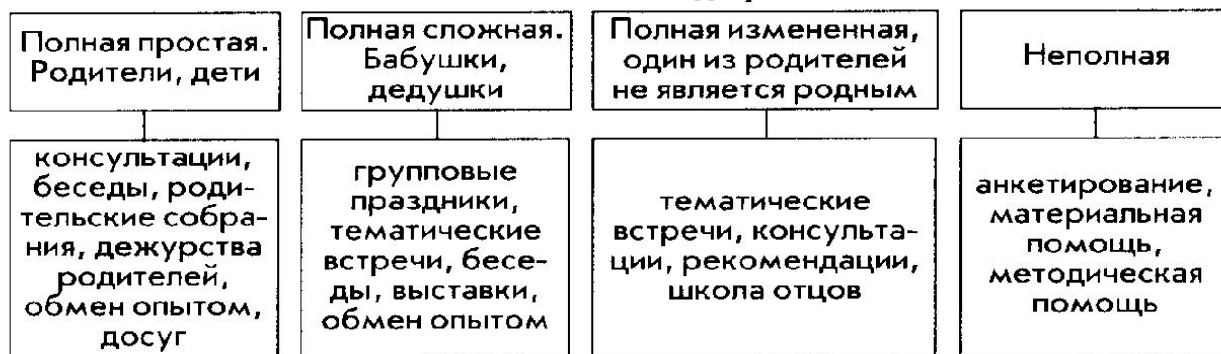 Полная простая.
Родители, дети
Полная сложная.
Бабушки,
дедушки
Полная измененная,
один из родителей
не является родным
Неполная
консультации,
беседы, роди-
тельские собра-
ния, дежурства
родителей,
обмен опытом,
досуг
групповые
праздники,
тематические
встречи, бесе-
ды, выставки,
обмен опытом
тематические
встречи, консульта-
ции, рекомендации,
школа отцов
анкетирование,
материальная
помощь,
методическая
помощь